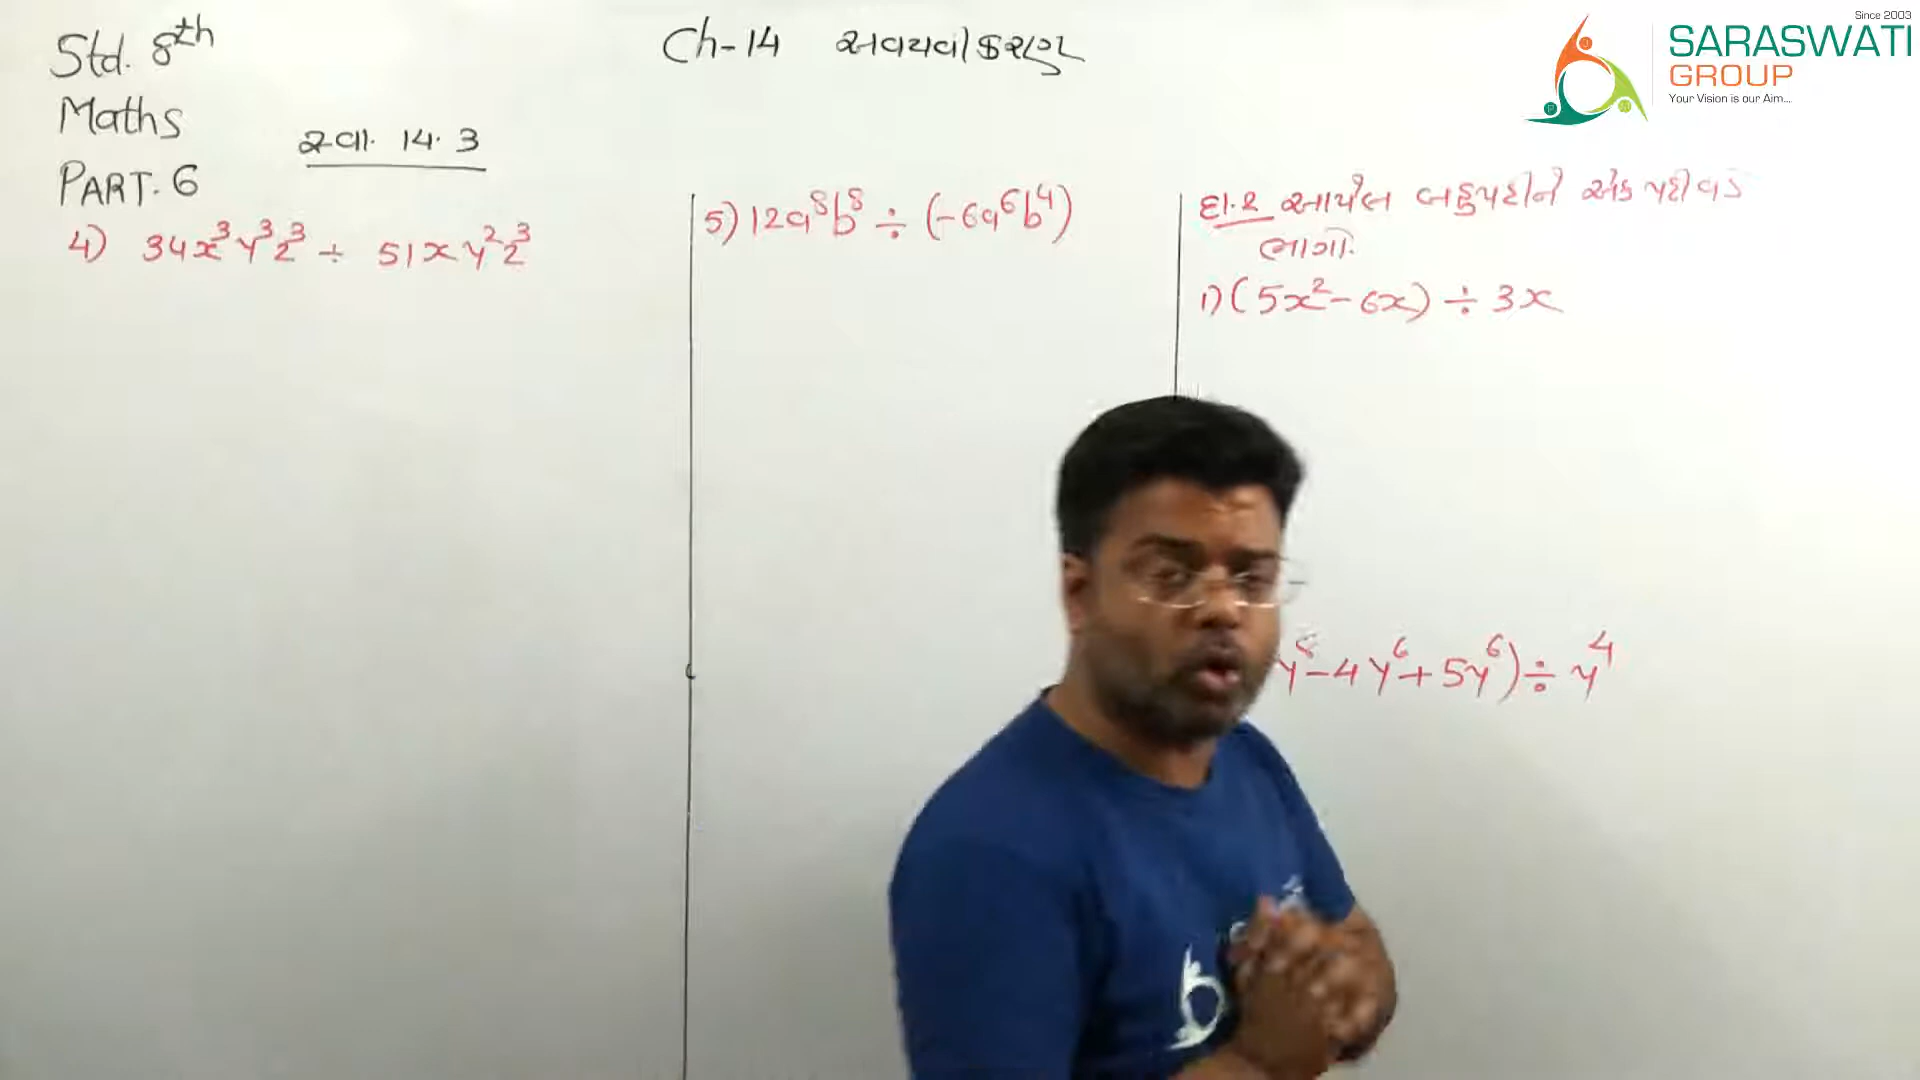 Std. 8th
Maths
PART. 6
Ch-14 અવયવીકરણ
સ્વા. 14.3
4) 34x³y³z³ ÷ 51xy²z³
5) 12a⁸b⁸ ÷ (-6a⁶b⁴)
દા.2 આપેલ બહુપદીને એક પદી વડે
ભાગો.
1) (5x² - 6x) ÷ 3x
y⁸ - 4y⁶ + 5y⁶) ÷ y⁴
Since 2003
SARASWATI
GROUP
Your Vision is our Aim...